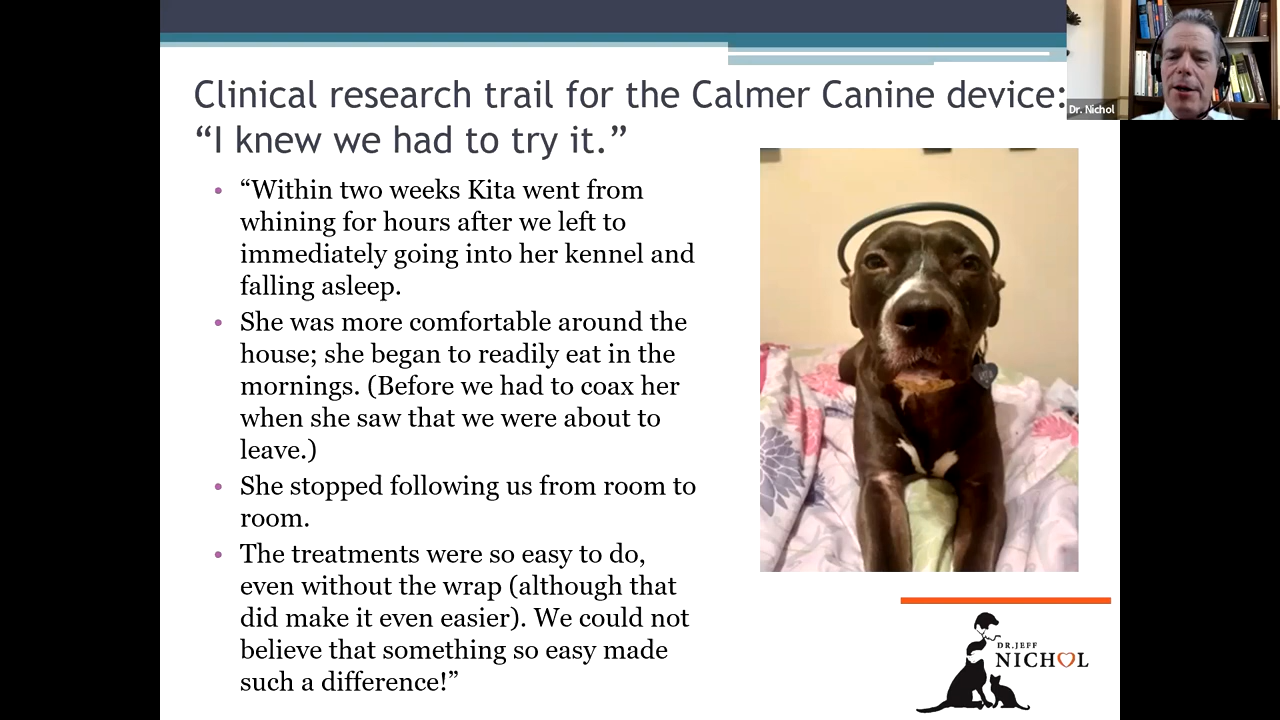 Clinical research trail for the Calmer Canine device:
“I knew we had to try it.”
Dr. Nichol
• “Within two weeks Kita went from
whining for hours after we left to
immediately going into her kennel and
falling asleep.
• She was more comfortable around the
house; she began to readily eat in the
mornings. (Before we had to coax her
when she saw that we were about to
leave.)
• She stopped following us from room to
room.
• The treatments were so easy to do,
even without the wrap (although that
did make it even easier). We could not
believe that something so easy made
such a difference!”
DR. JEFF
NICHOL